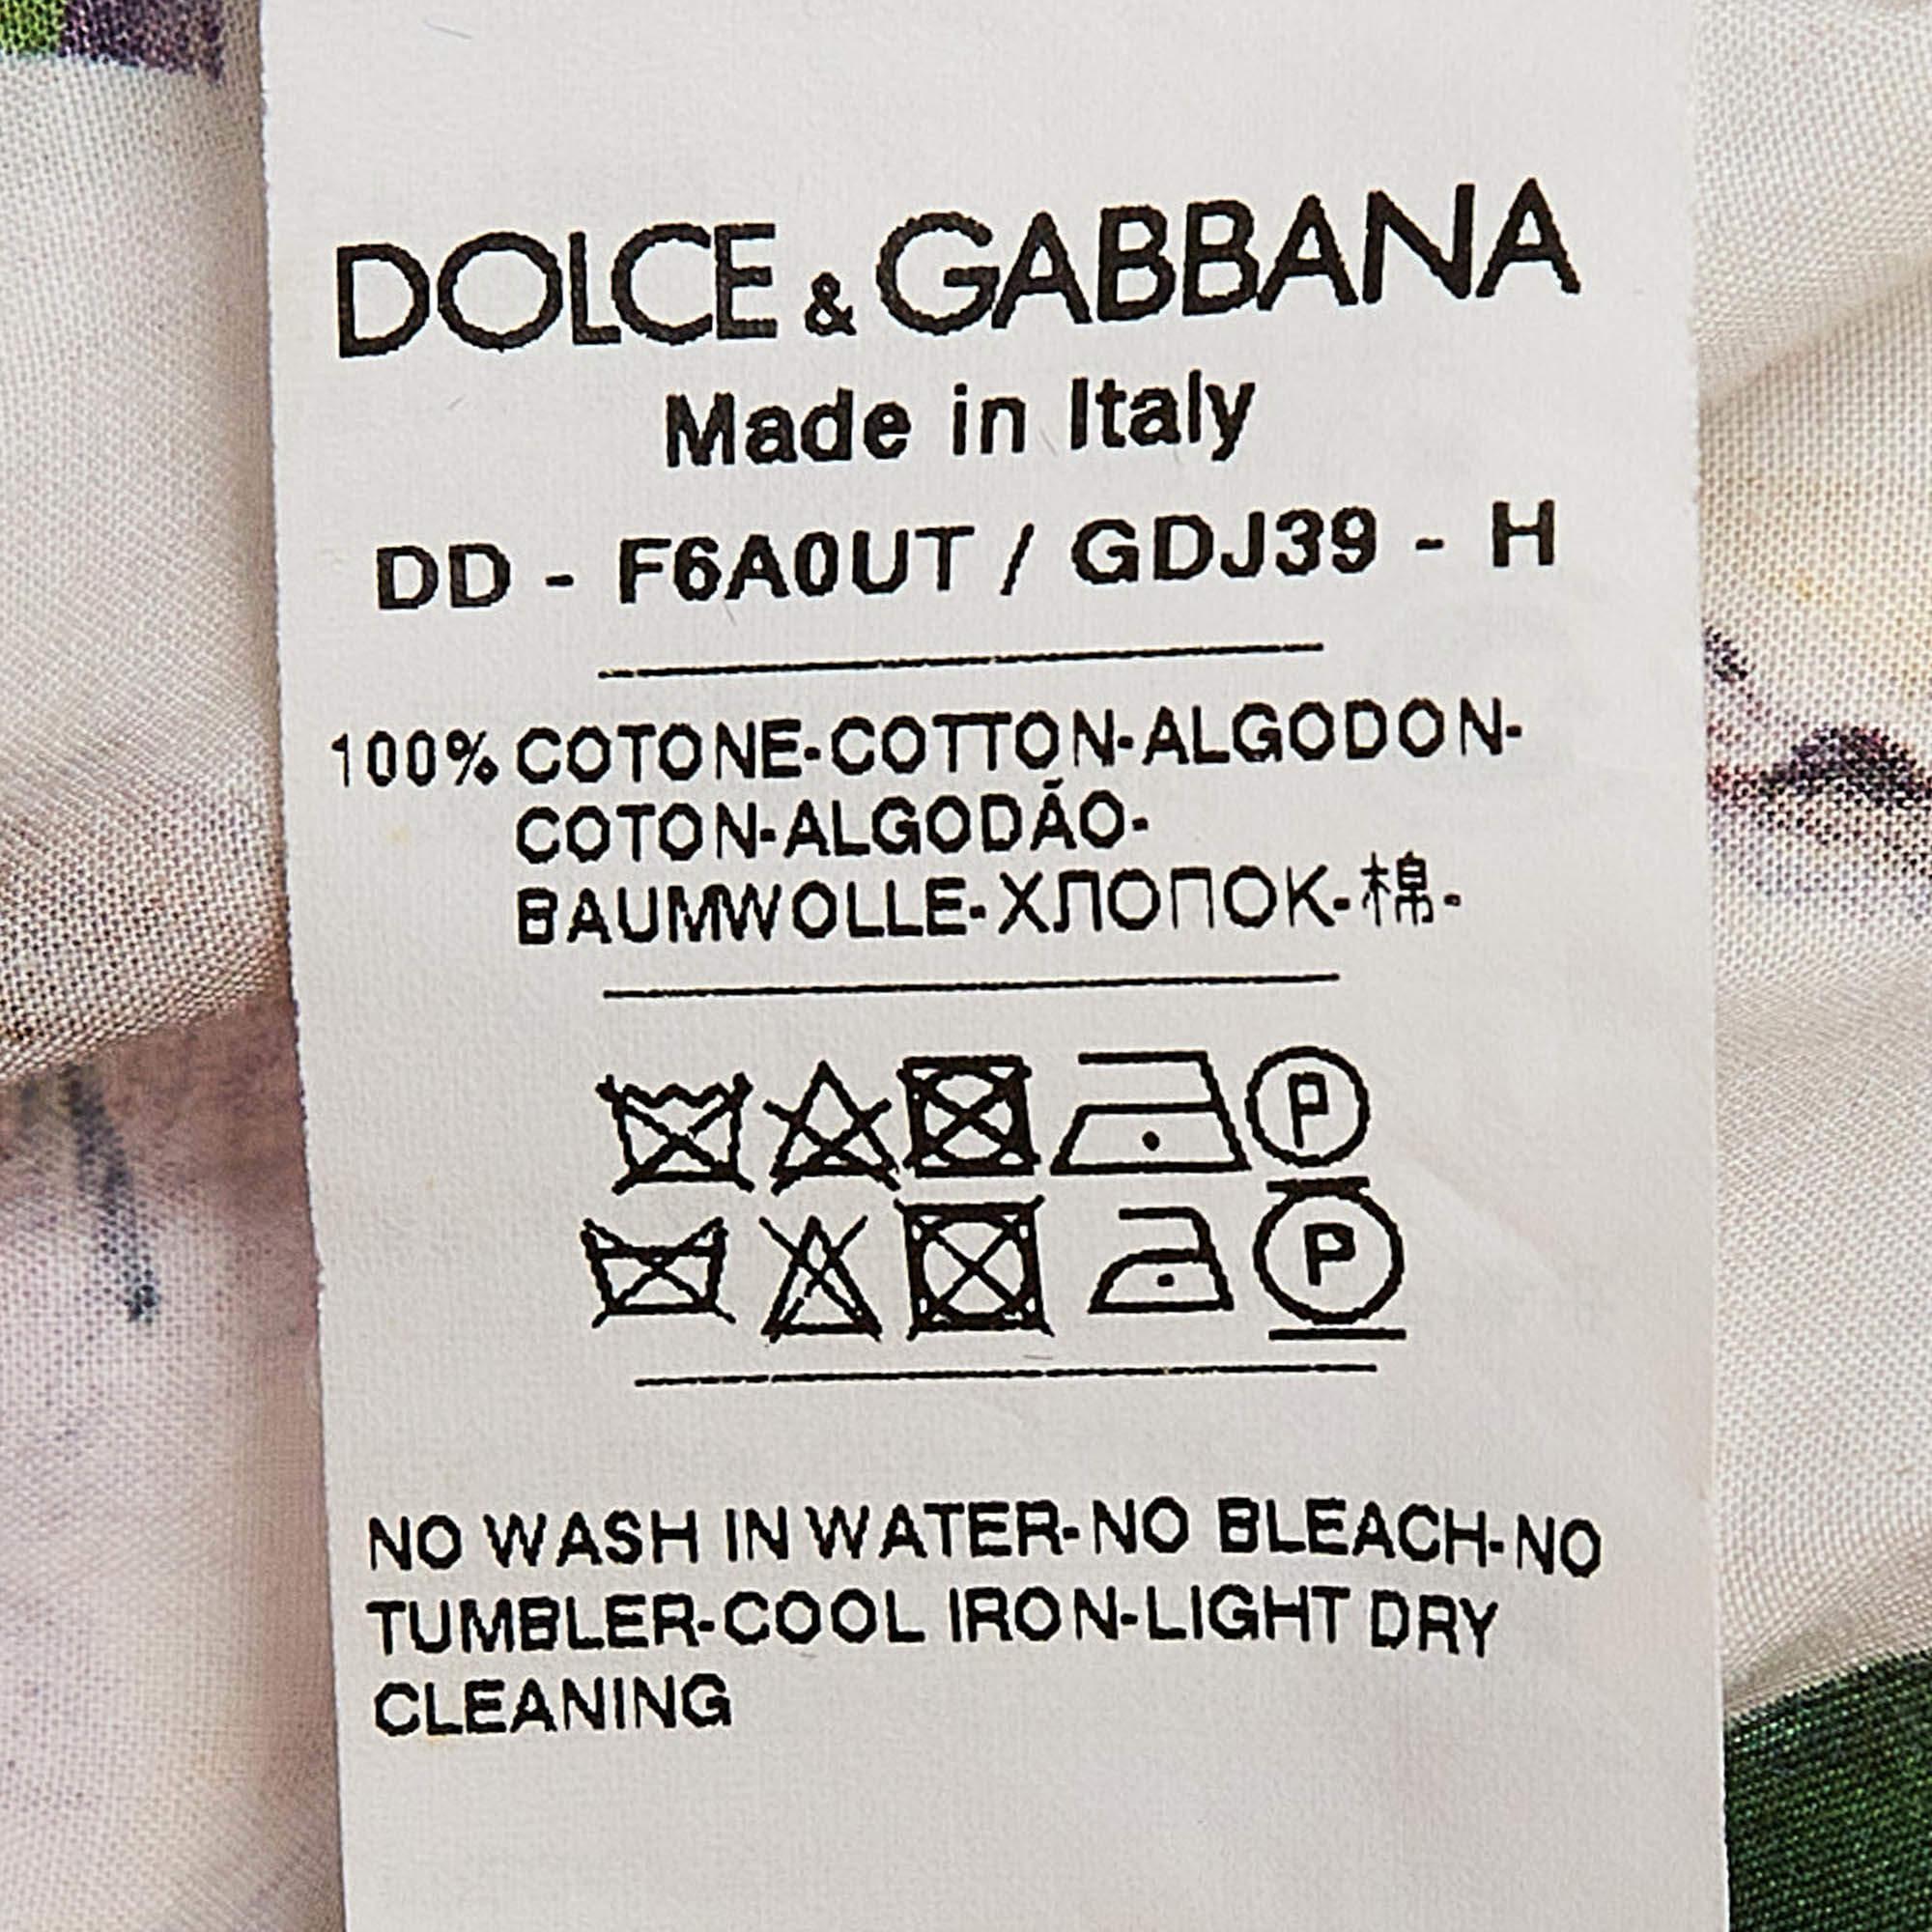 DOLCE & GABBANA
Made in Italy
DD - F6A0UT / GDJ39 - H
100% COTONE-COTTON-ALGODON-
COTON-ALGODÃO-
BAUMWOLLE-ХЛОПОК-棉-
P
P
NO WASH IN WATER-NO BLEACH-NO
TUMBLER-COOL IRON-LIGHT DRY
CLEANING